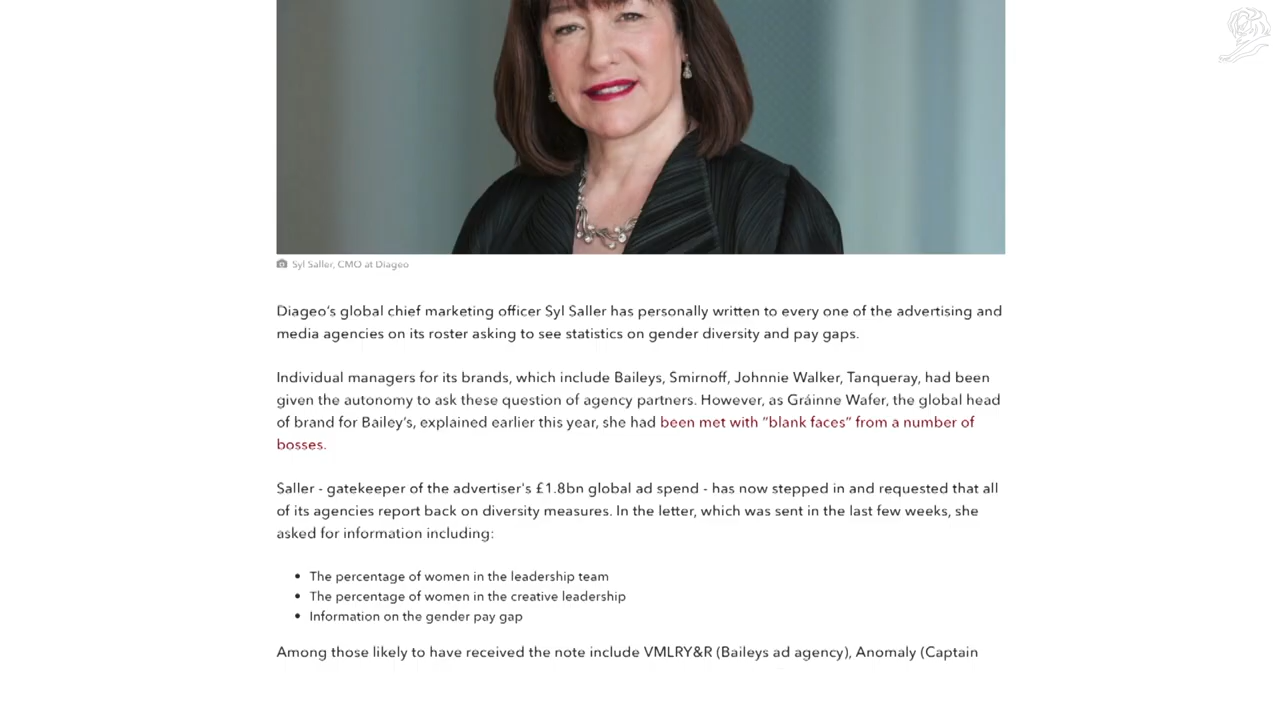 Syl Saller, CMO at Diageo
Diageo's global chief marketing officer Syl Saller has personally written to every one of the advertising and
media agencies on its roster asking to see statistics on gender diversity and pay gaps.
Individual managers for its brands, which include Baileys, Smirnoff, Johnnie Walker, Tanqueray, had been
given the autonomy to ask these question of agency partners. However, as Gráinne Wafer, the global head
of brand for Bailey's, explained earlier this year, she had been met with "blank faces" from a number of
bosses.
Saller - gatekeeper of the advertiser's £1.8bn global ad spend - has now stepped in and requested that all
of its agencies report back on diversity measures. In the letter, which was sent in the last few weeks, she
asked for information including:
• The percentage of women in the leadership team
• The percentage of women in the creative leadership
• Information on the gender pay gap
Among those likely to have received the note include VMLRY&R (Baileys ad agency), Anomaly (Captain